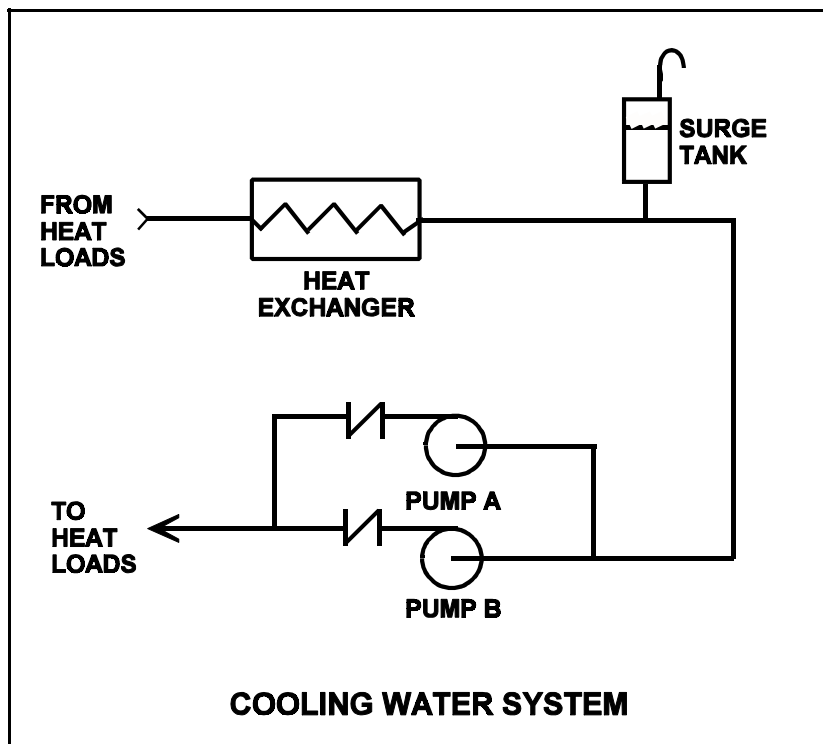 SURGE
TANK
FROM
HEAT
LOADS
HEAT
EXCHANGER
PUMP A
TO
HEAT
LOADS
PUMP B
COOLING WATER SYSTEM